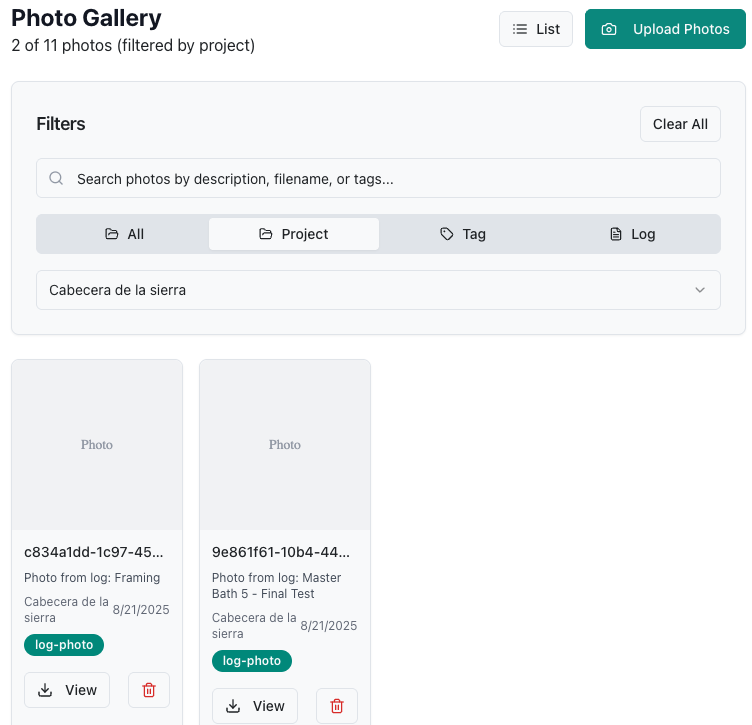 Photo Gallery
2 of 11 photos (filtered by project)
List
Upload Photos
Filters
Clear All
Search photos by description, filename, or tags...
All
Project
Tag
Log
Cabecera de la sierra
Photo
c834a1dd-1c97-45...
Photo from log: Framing
Cabecera de la
sierra
8/21/2025
log-photo
View
Photo
9e861f61-10b4-44...
Photo from log: Master
Bath 5 - Final Test
Cabecera de la
sierra
8/21/2025
log-photo
View